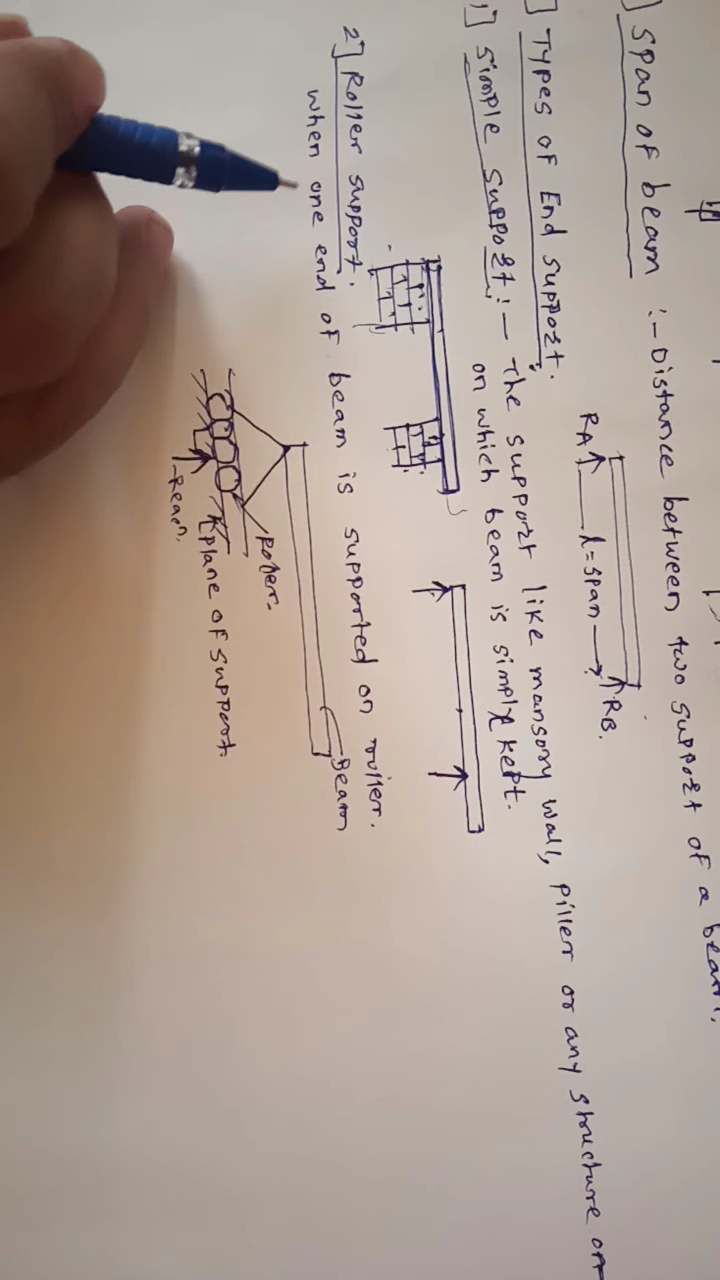 ] Span of beam :- Distance between two support of a beam.
RA
l = span
RB.
] Types of End support.
1] Simple support :- The support like mansory wall, piller or any structure on
on which beam is simply kept.
2] Roller support.
when one end of beam is supported on roller.
Beam
Roller.
plane of support.
Reacn.